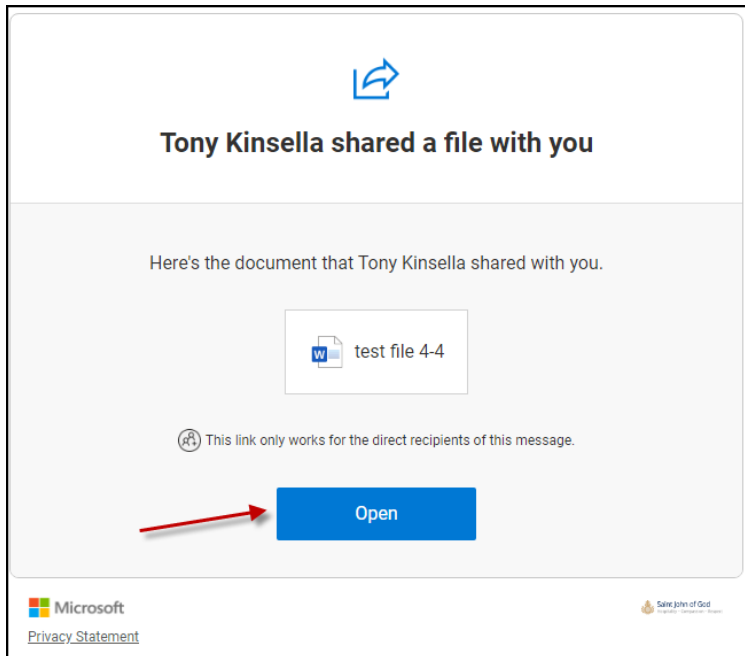 Tony Kinsella shared a file with you
Here's the document that Tony Kinsella shared with you.
W
test file 4-4
This link only works for the direct recipients of this message.
Open
Microsoft
Saint John of God
Privacy Statement